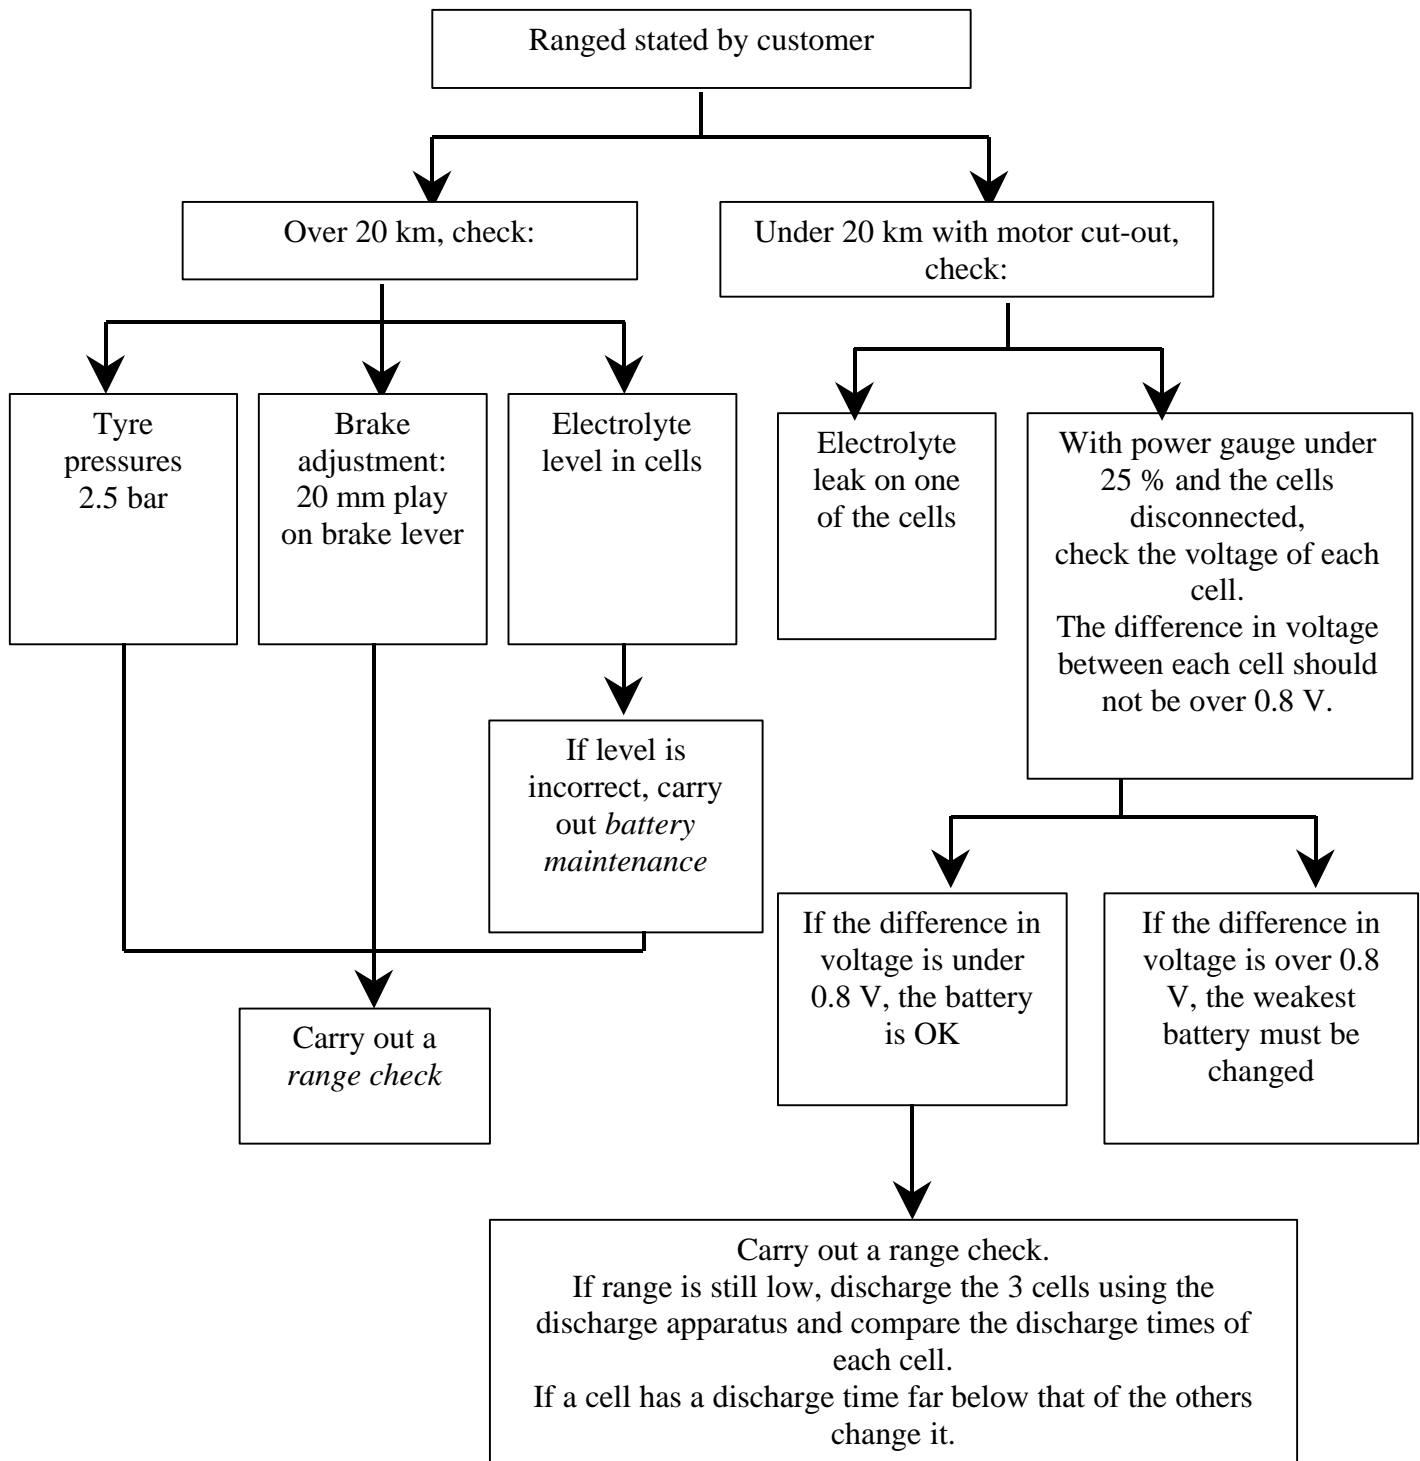 Ranged stated by customer
Over 20 km, check:
Under 20 km with motor cut-out,
check:
Tyre
pressures
2.5 bar
Brake
adjustment:
20 mm play
on brake lever
Electrolyte
level in cells
Electrolyte
leak on one
of the cells
With power gauge under
25 % and the cells
disconnected,
check the voltage of each
cell.
The difference in voltage
between each cell should
not be over 0.8 V.
If level is
incorrect, carry
out battery
maintenance
If the difference in
voltage is under
0.8 V, the battery
is OK
If the difference in
voltage is over 0.8
V, the weakest
battery must be
changed
Carry out a
range check
Carry out a range check.
If range is still low, discharge the 3 cells using the
discharge apparatus and compare the discharge times of
each cell.
If a cell has a discharge time far below that of the others
change it.